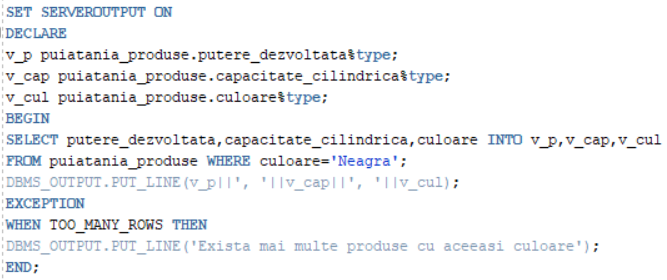 SET SERVEROUTPUT ON
DECLARE
v_p puiatania_produse.putere_dezvoltata%type;
v_cap puiatania_produse.capacitate_cilindrica%type;
v_cul puiatania_produse.culoare%type;
BEGIN
SELECT putere_dezvoltata,capacitate_cilindrica,culoare INTO v_p,v_cap,v_cul
FROM puiatania_produse WHERE culoare='Neagra';
DBMS_OUTPUT.PUT_LINE(v_p||', '||v_cap||', '||v_cul);
EXCEPTION
WHEN TOO_MANY_ROWS THEN
DBMS_OUTPUT.PUT_LINE('Exista mai multe produse cu aceeasi culoare');
END;